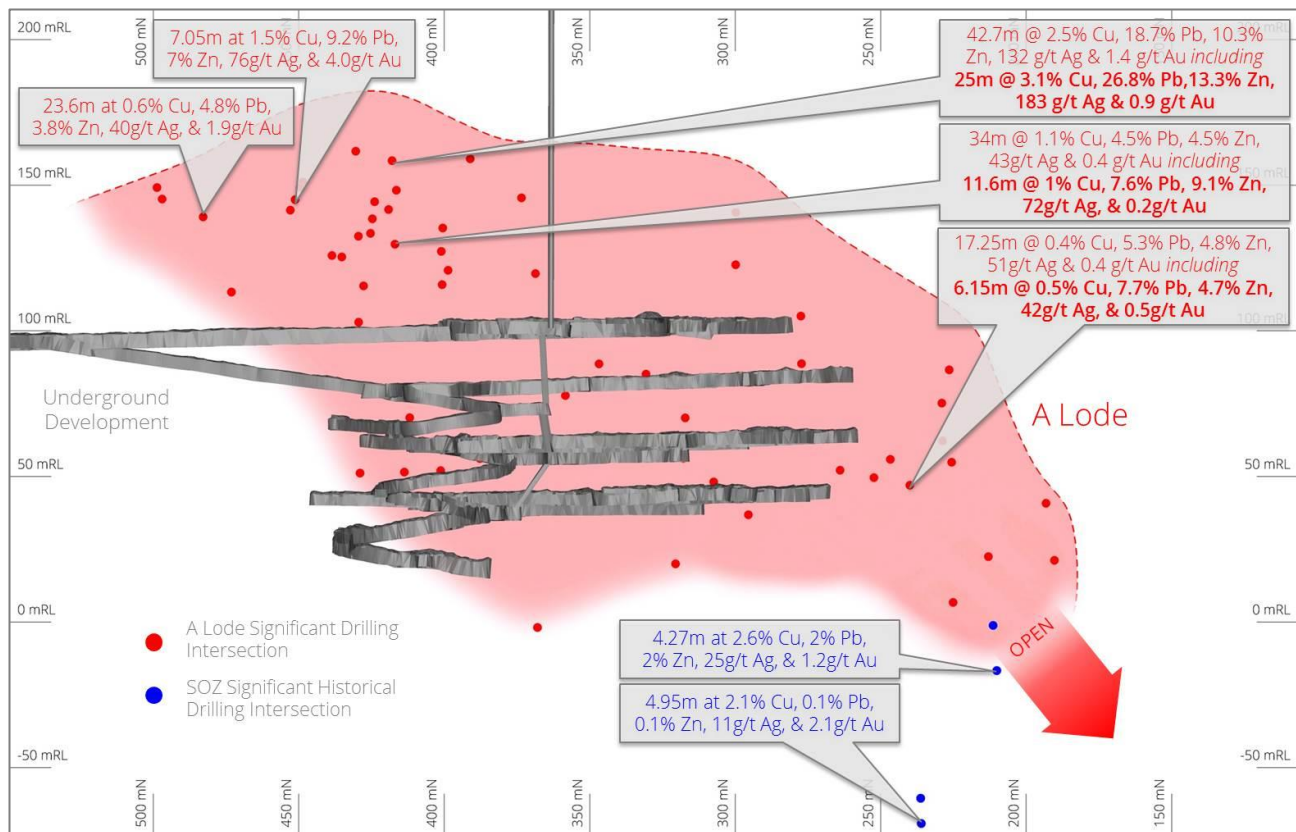 200 mRL
500 mN
450 mN
400 mN
350 mN
300 mN
7.05m at 1.5% Cu, 9.2% Pb,
7% Zn, 76g/t Ag, & 4.0g/t Au
23.6m at 0.6% Cu, 4.8% Pb,
3.8% Zn, 40g/t Ag, & 1.9g/t Au
42.7m @ 2.5% Cu, 18.7% Pb, 10.3%
Zn, 132 g/t Ag & 1.4 g/t Au including
25m @ 3.1% Cu, 26.8% Pb,13.3% Zn,
183 g/t Ag & 0.9 g/t Au
34m @ 1.1% Cu, 4.5% Pb, 4.5% Zn,
43g/t Ag & 0.4 g/t Au including
11.6m @ 1% Cu, 7.6% Pb, 9.1% Zn,
72g/t Ag, & 0.2g/t Au
150 mRL
17.25m @ 0.4% Cu, 5.3% Pb, 4.8% Zn,
51g/t Ag & 0.4 g/t Au including
6.15m @ 0.5% Cu, 7.7% Pb, 4.7% Zn,
42g/t Ag, & 0.5g/t Au
100 mRL
100 mRL
Underground
Development
A Lode
50 mRL
50 mRL
0 mRL
0 mRL
A Lode Significant Drilling
Intersection
SOZ Significant Historical
Drilling Intersection
OPEN
4.27m at 2.6% Cu, 2% Pb,
2% Zn, 25g/t Ag, & 1.2g/t Au
4.95m at 2.1% Cu, 0.1% Pb,
0.1% Zn, 11g/t Ag, & 2.1g/t Au
-50 mRL
-50 mRL
500 mN
450 mN
400 mN
350 mN
300 mN
250 mN
200 mN
150 mN